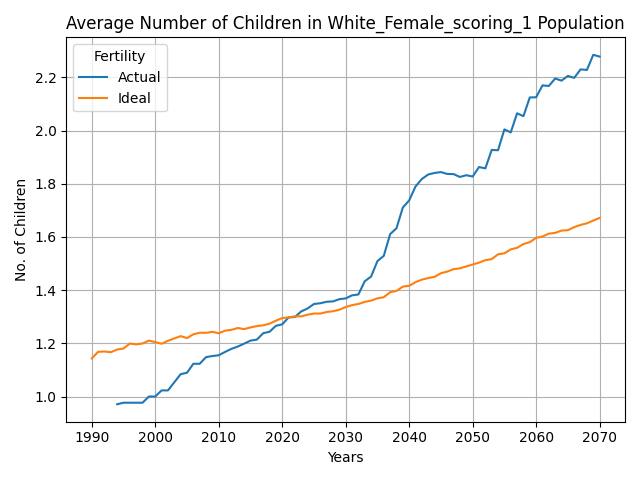 Average Number of Children in White_Female_scoring_1 Population
Fertility
Actual
Ideal
No. of Children
2.2
2.0
1.8
1.6
1.4
1.2
1.0
1990 2000 2010 2020 2030 2040 2050 2060 2070
Years